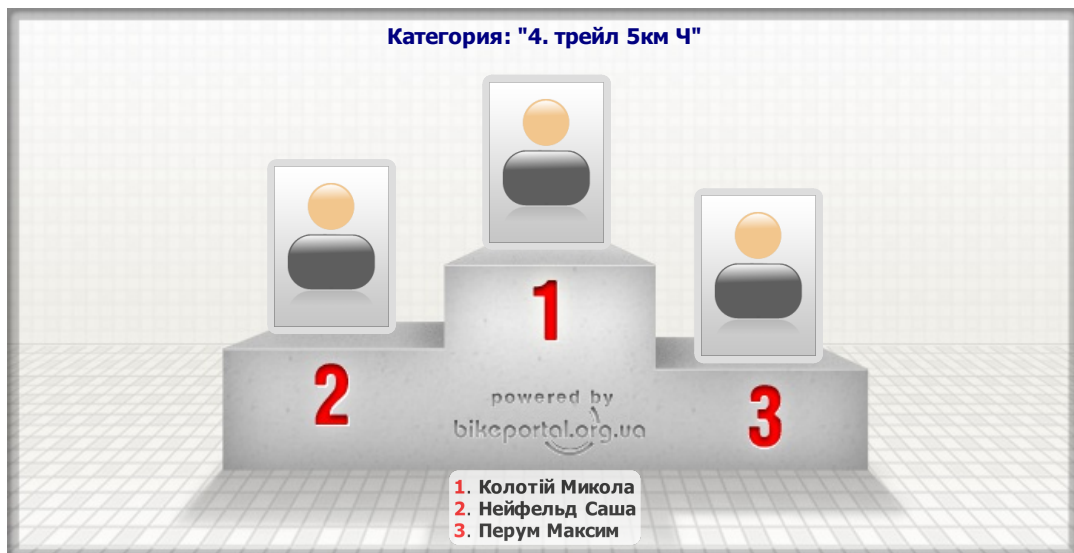 Категория: "4. трейл 5км Ч"
1
2
3
powered by
bikeportal.org.ua
1. Колотій Микола
2. Нейфельд Саша
3. Перум Максим